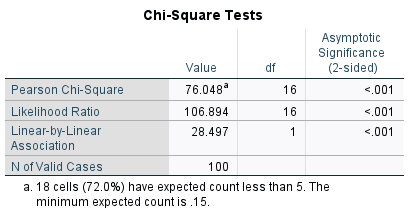 Chi-Square Tests
Asymptotic
Significance
Value df (2-sided)
Pearson Chi-Square 76.048a 16 <.001
Likelihood Ratio 106.894 16 <.001
Linear-by-Linear 28.497 1 <.001
Association
N of Valid Cases 100
a. 18 cells (72.0%) have expected count less than 5. The
minimum expected count is .15.